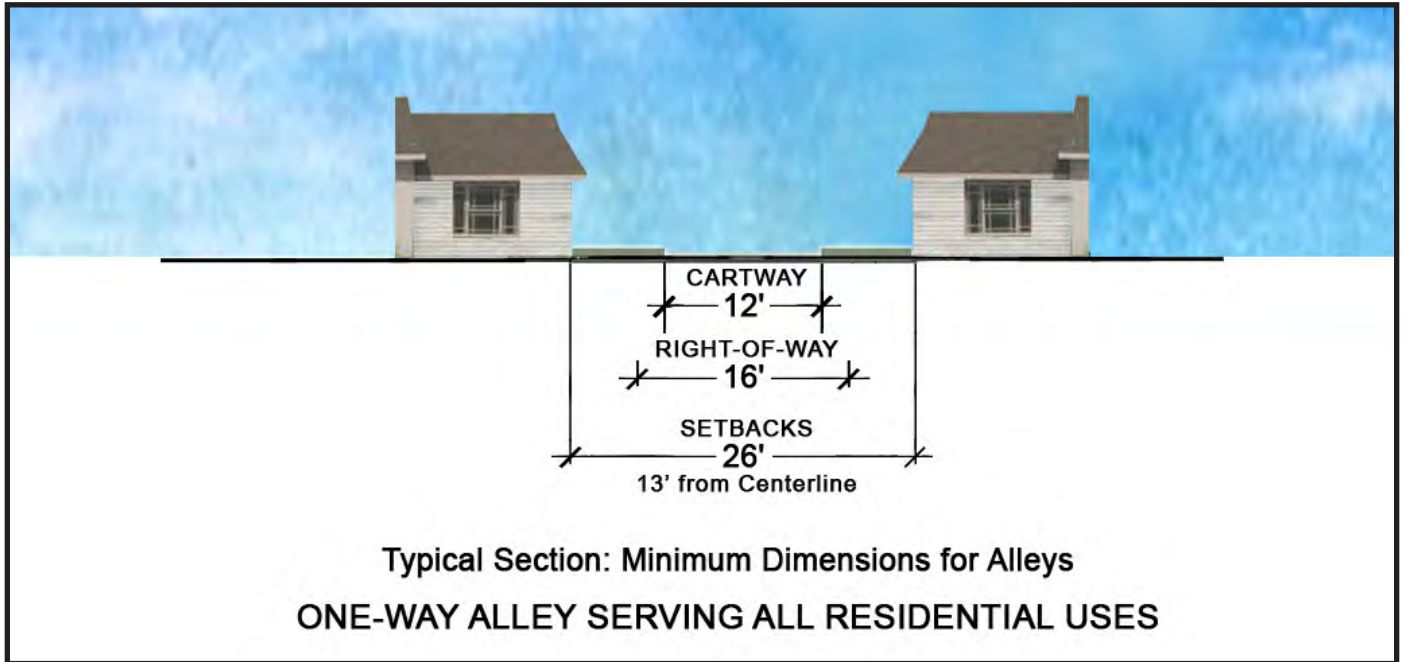 CARTWAY
12'
RIGHT-OF-WAY
16'
SETBACKS
26'
13’ from Centerline
Typical Section: Minimum Dimensions for Alleys
ONE-WAY ALLEY SERVING ALL RESIDENTIAL USES